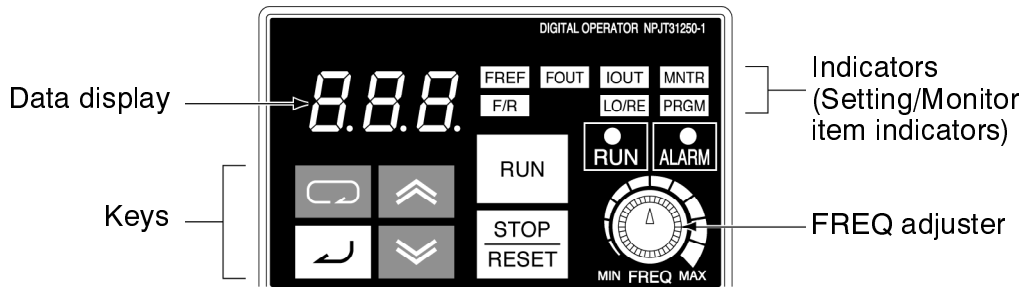 DIGITAL OPERATOR NPJT31250-1
Data display
8.8.8.
FREF FOUT IOUT MNTR
F/R LO/RE PRGM
Indicators
(Setting/Monitor
item indicators)
RUN ALARM
Keys
RUN
STOP
RESET
FREQ adjuster
MIN FREQ MAX